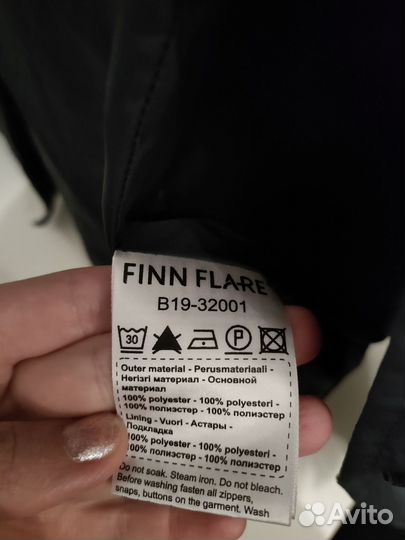 FINN FLARE
B19-32001
30 P
Outer material - Perusmateriaali -
Негізгі материал - Основной
материал
100% polyester - 100% polyesteri -
100% полиэстер - 100% полиэстер
Lining - Vuori - Астары -
Подкладка
100% polyester - 100% polyesteri -
100% полиэстер - 100% полиэстер
Do not soak. Steam iron. Do not bleach.
Before washing fasten all zippers,
snaps, buttons on the garment. Wash
Avito